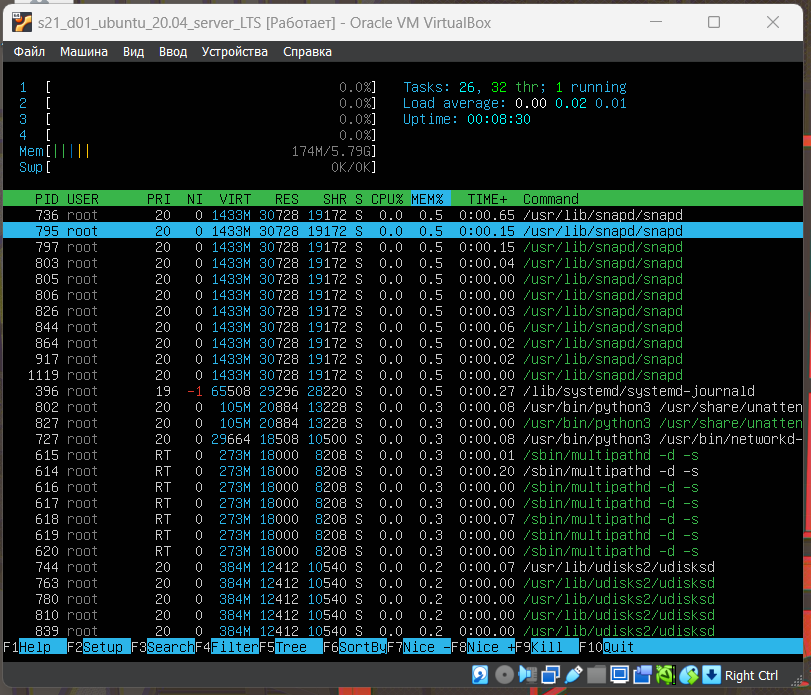 s21_d01_ubuntu_20.04_server_LTS [Работает] - Oracle VM VirtualBox
Файл Машина Вид Ввод Устройства Справка
1 [ 0.0%] Tasks: 26, 32 thr; 1 running
2 [ 0.0%] Load average: 0.00 0.02 0.01
3 [ 0.0%] Uptime: 00:08:30
4 [ 0.0%]
Mem[||||| 174M/5.79G]
Swp[ 0K/0K]
PID USER PRI NI VIRT RES SHR S CPU% MEM% TIME+ Command
736 root 20 0 1433M 30728 19172 S 0.0 0.5 0:00.65 /usr/lib/snapd/snapd
795 root 20 0 1433M 30728 19172 S 0.0 0.5 0:00.15 /usr/lib/snapd/snapd
797 root 20 0 1433M 30728 19172 S 0.0 0.5 0:00.15 /usr/lib/snapd/snapd
803 root 20 0 1433M 30728 19172 S 0.0 0.5 0:00.04 /usr/lib/snapd/snapd
805 root 20 0 1433M 30728 19172 S 0.0 0.5 0:00.00 /usr/lib/snapd/snapd
806 root 20 0 1433M 30728 19172 S 0.0 0.5 0:00.00 /usr/lib/snapd/snapd
826 root 20 0 1433M 30728 19172 S 0.0 0.5 0:00.03 /usr/lib/snapd/snapd
844 root 20 0 1433M 30728 19172 S 0.0 0.5 0:00.06 /usr/lib/snapd/snapd
864 root 20 0 1433M 30728 19172 S 0.0 0.5 0:00.02 /usr/lib/snapd/snapd
917 root 20 0 1433M 30728 19172 S 0.0 0.5 0:00.02 /usr/lib/snapd/snapd
1119 root 20 0 1433M 30728 19172 S 0.0 0.5 0:00.00 /usr/lib/snapd/snapd
396 root 19 -1 65508 29296 28220 S 0.0 0.5 0:00.27 /lib/systemd/systemd-journald
802 root 20 0 105M 20884 13228 S 0.0 0.3 0:00.08 /usr/bin/python3 /usr/share/unatten
827 root 20 0 105M 20884 13228 S 0.0 0.3 0:00.00 /usr/bin/python3 /usr/share/unatten
727 root 20 0 29664 18508 10500 S 0.0 0.3 0:00.08 /usr/bin/python3 /usr/bin/networkd-
615 root RT 0 273M 18000 8208 S 0.0 0.3 0:00.01 /sbin/multipathd -d -s
614 root RT 0 273M 18000 8208 S 0.0 0.3 0:00.20 /sbin/multipathd -d -s
616 root RT 0 273M 18000 8208 S 0.0 0.3 0:00.00 /sbin/multipathd -d -s
617 root RT 0 273M 18000 8208 S 0.0 0.3 0:00.00 /sbin/multipathd -d -s
618 root RT 0 273M 18000 8208 S 0.0 0.3 0:00.07 /sbin/multipathd -d -s
619 root RT 0 273M 18000 8208 S 0.0 0.3 0:00.00 /sbin/multipathd -d -s
620 root RT 0 273M 18000 8208 S 0.0 0.3 0:00.00 /sbin/multipathd -d -s
744 root 20 0 384M 12412 10540 S 0.0 0.2 0:00.07 /usr/lib/udisks2/udisksd
763 root 20 0 384M 12412 10540 S 0.0 0.2 0:00.00 /usr/lib/udisks2/udisksd
780 root 20 0 384M 12412 10540 S 0.0 0.2 0:00.00 /usr/lib/udisks2/udisksd
810 root 20 0 384M 12412 10540 S 0.0 0.2 0:00.00 /usr/lib/udisks2/udisksd
839 root 20 0 384M 12412 10540 S 0.0 0.2 0:00.00 /usr/lib/udisks2/udisksd
F1Help F2Setup F3SearchF4FilterF5Tree F6SortByF7Nice -F8Nice +F9Kill F10Quit
Right Ctrl